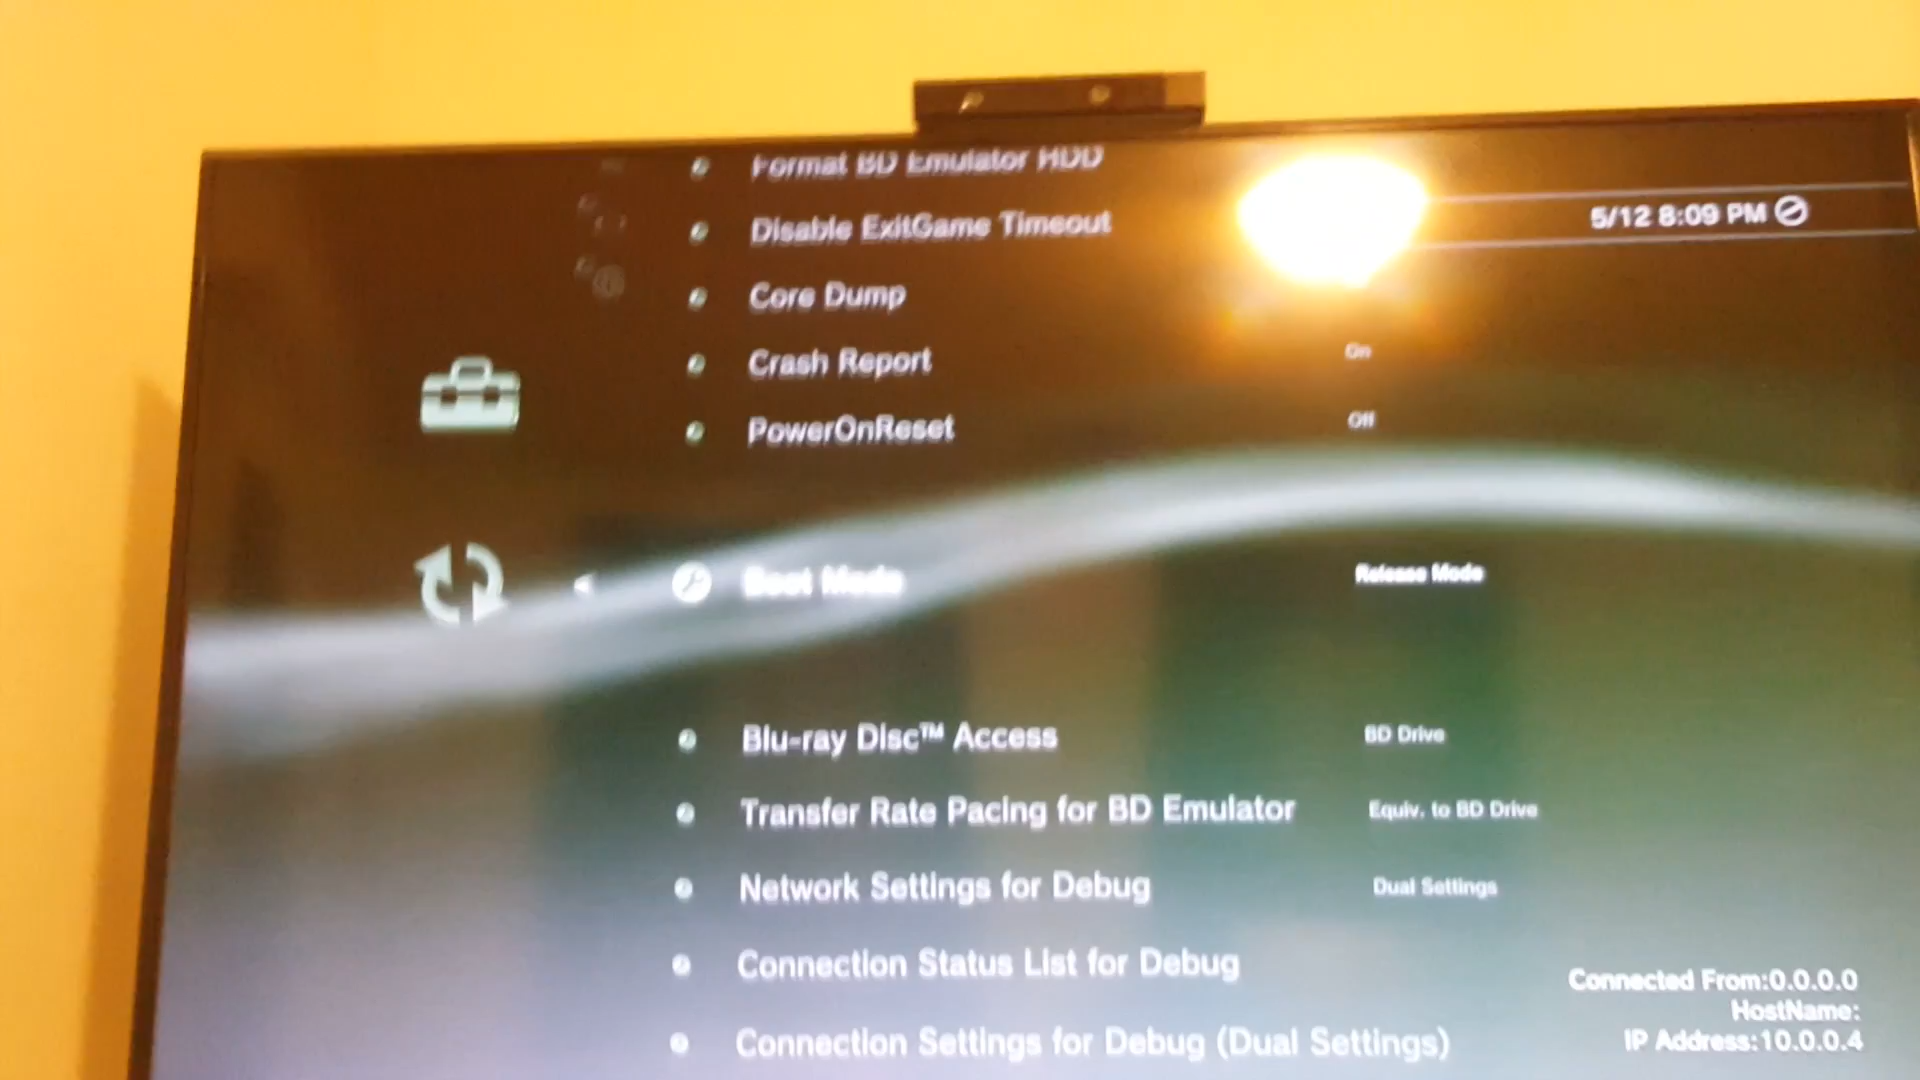 Format BD Emulator HDD
Disable ExitGame Timeout
5/12 8:09 PM
Core Dump
Crash Report On
PowerOnReset Off
Boot Mode Release Mode
Blu-ray Disc™ Access BD Drive
Transfer Rate Pacing for BD Emulator Equiv. to BD Drive
Network Settings for Debug Dual Settings
Connection Status List for Debug
Connected From:0.0.0.0
HostName:
Connection Settings for Debug (Dual Settings)
IP Address:10.0.0.4